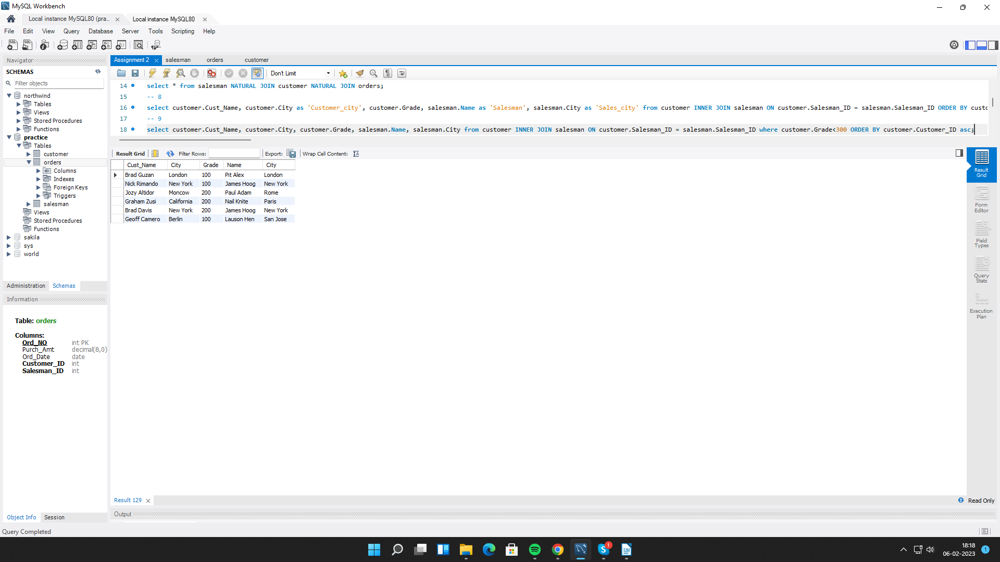 MySQL Workbench
Local instance MySQL80 (pra...
Local instance MySQL80
File Edit View Query Database Server Tools Scripting Help
Navigator
SCHEMAS
Filter objects
northwind
Tables
Views
Stored Procedures
Functions
practice
Tables
customer
orders
Columns
Indexes
Foreign Keys
Triggers
salesman
Views
Stored Procedures
Functions
sakila
sys
world
Administration Schemas
Information
Table: orders
Columns:
Ord_NO int PK
Purch_Amt decimal(8,0)
Ord_Date date
Customer_ID int
Salesman_ID int
Object Info Session
Query Completed
Assignment 2 salesman orders customer
Don't Limit
14 select * from salesman NATURAL JOIN customer NATURAL JOIN orders;
15 -- 8
16 select customer.Cust_Name, customer.City as 'Customer_city', customer.Grade, salesman.Name as 'Salesman', salesman.City as 'Sales_city' from customer INNER JOIN salesman ON customer.Salesman_ID = salesman.Salesman_ID ORDER BY custo
17 -- 9
18 select customer.Cust_Name, customer.City, customer.Grade, salesman.Name, salesman.City from customer INNER JOIN salesman ON customer.Salesman_ID = salesman.Salesman_ID where customer.Grade<300 ORDER BY customer.Customer_ID asc;
Result Grid Filter Rows: Export: Wrap Cell Content:
Cust_Name City Grade Name City
Brad Guzan London 100 Pit Alex London
Nick Rimando New York 100 James Hoog New York
Jozy Altidor Moncow 200 Paul Adam Rome
Graham Zusi California 200 Nail Knite Paris
Brad Davis New York 200 James Hoog New York
Geoff Camero Berlin 100 Lauson Hen San Jose
Result
Grid
Form
Editor
Field
Types
Query
Stats
Execution
Plan
Result 129
Read Only
Output
18:18
06-02-2023
1
1